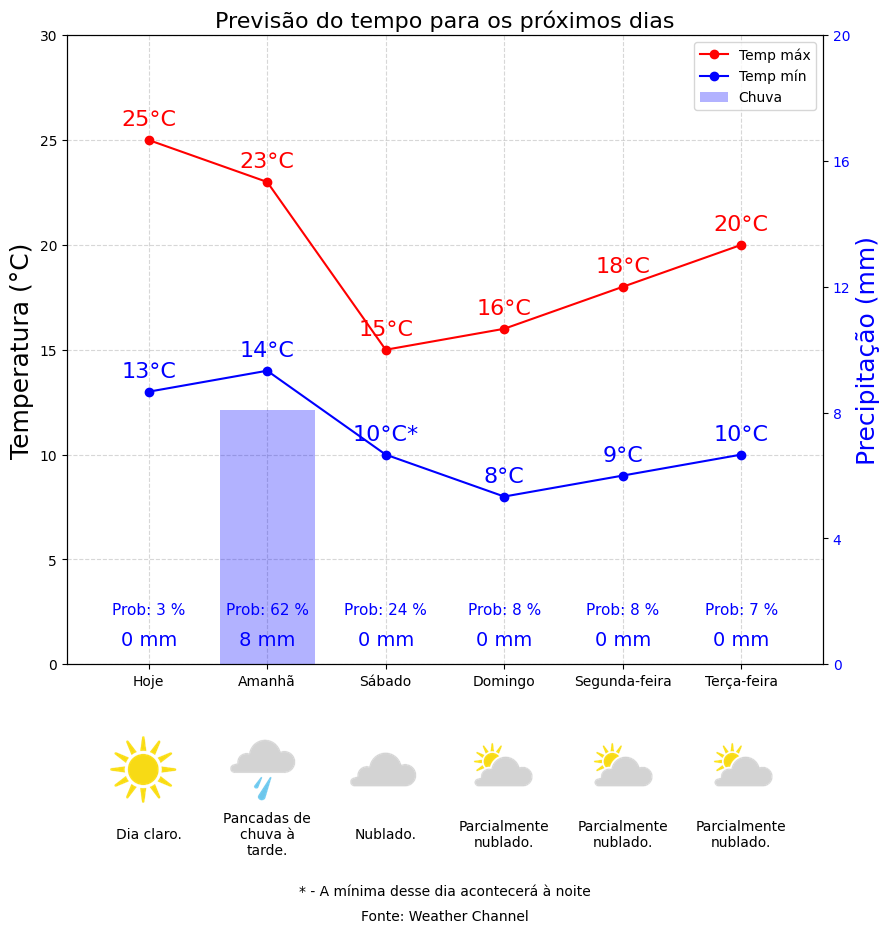 Previsão do tempo para os próximos dias
30
25
20
15
10
5
0
Temperatura (°C)
20
16
12
8
4
0
Precipitação (mm)
Temp máx
Temp mín
Chuva
25°C
23°C
15°C
16°C
18°C
20°C
13°C
14°C
10°C*
8°C
9°C
10°C
Prob: 3 %
Prob: 62 %
Prob: 24 %
Prob: 8 %
Prob: 8 %
Prob: 7 %
0 mm
8 mm
0 mm
0 mm
0 mm
0 mm
Hoje
Amanhã
Sábado
Domingo
Segunda-feira
Terça-feira
Dia claro.
Pancadas de
chuva à
tarde.
Nublado.
Parcialmente
nublado.
Parcialmente
nublado.
Parcialmente
nublado.
* - A mínima desse dia acontecerá à noite
Fonte: Weather Channel